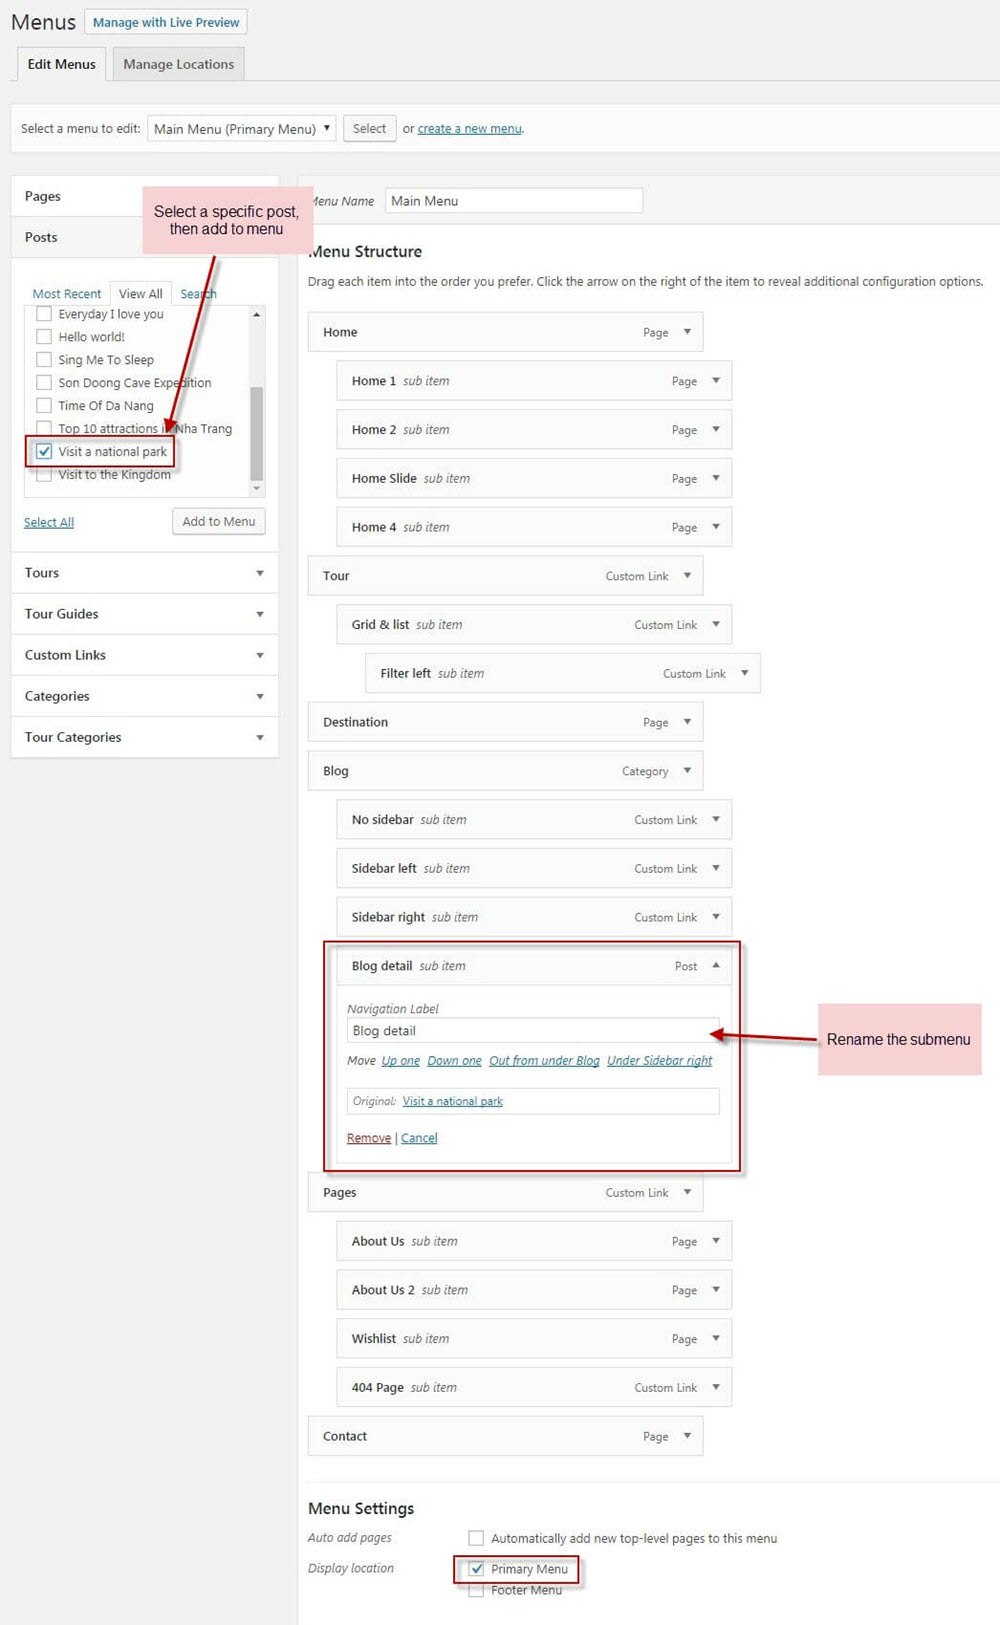 Menus Manage with Live Preview
Edit Menus Manage Locations
Select a menu to edit: Main Menu (Primary Menu) Select or create a new menu.
Pages
Posts
Select a specific post,
then add to menu
Most Recent View All Search
Everyday I love you
Hello world!
Sing Me To Sleep
Son Doong Cave Expedition
Time Of Da Nang
Top 10 attractions in Nha Trang
Visit a national park
Visit to the Kingdom
Select All Add to Menu
Tours
Tour Guides
Custom Links
Categories
Tour Categories
Menu Name Main Menu
Menu Structure
Drag each item into the order you prefer. Click the arrow on the right of the item to reveal additional configuration options.
Home Page
Home 1 sub item Page
Home 2 sub item Page
Home Slide sub item Page
Home 4 sub item Page
Tour Custom Link
Grid & list sub item Custom Link
Filter left sub item Custom Link
Destination Page
Blog Category
No sidebar sub item Custom Link
Sidebar left sub item Custom Link
Sidebar right sub item Custom Link
Blog detail sub item Post
Navigation Label
Blog detail
Rename the submenu
Move Up one Down one Out from under Blog Under Sidebar right
Original: Visit a national park
Remove | Cancel
Pages Custom Link
About Us sub item Page
About Us 2 sub item Page
Wishlist sub item Page
404 Page sub item Custom Link
Contact Page
Menu Settings
Auto add pages Automatically add new top-level pages to this menu
Display location Primary Menu
Footer Menu